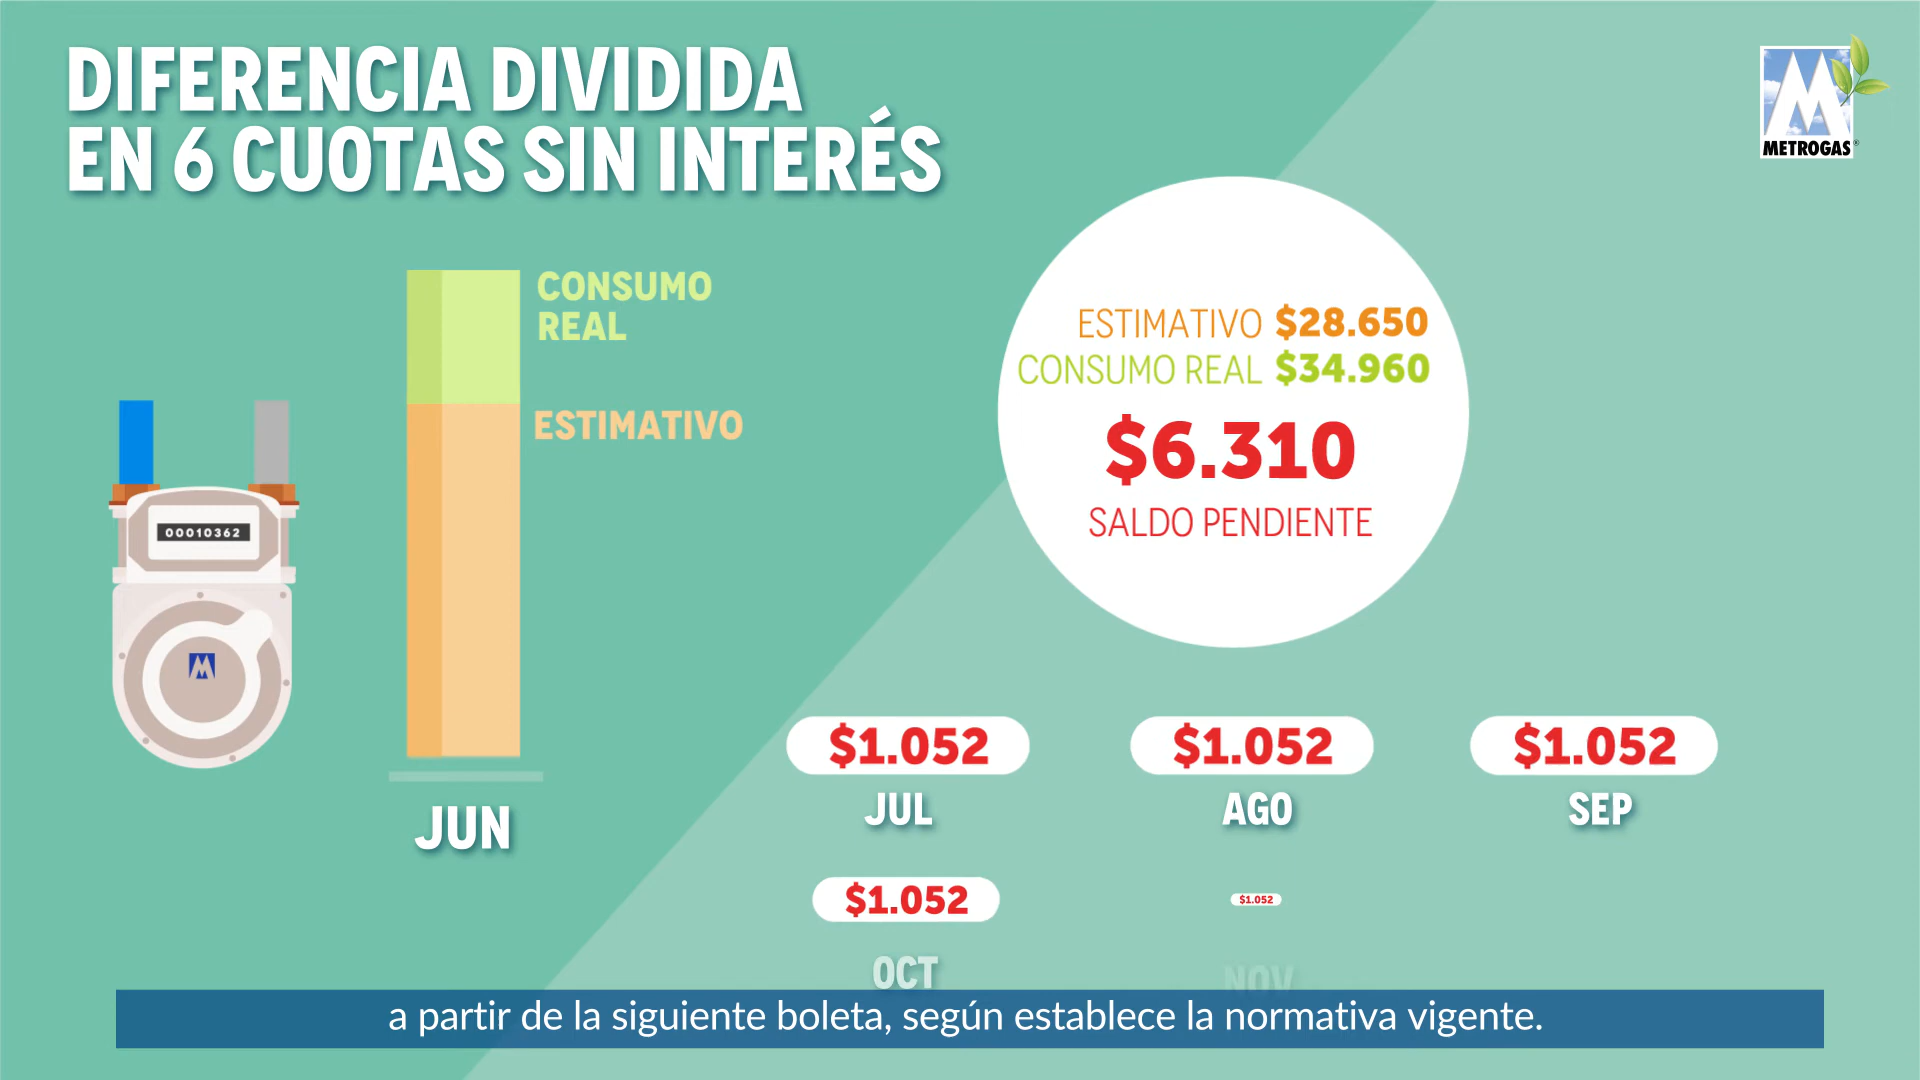 DIFERENCIA DIVIDIDA
EN 6 CUOTAS SIN INTERÉS
METROGAS®
CONSUMO
REAL
ESTIMATIVO
00010362
JUN
ESTIMATIVO $28.650
CONSUMO REAL $34.960
$6.310
SALDO PENDIENTE
$1.052 $1.052 $1.052
JUL AGO SEP
$1.052 $1.052
OCT NOV
a partir de la siguiente boleta, según establece la normativa vigente.